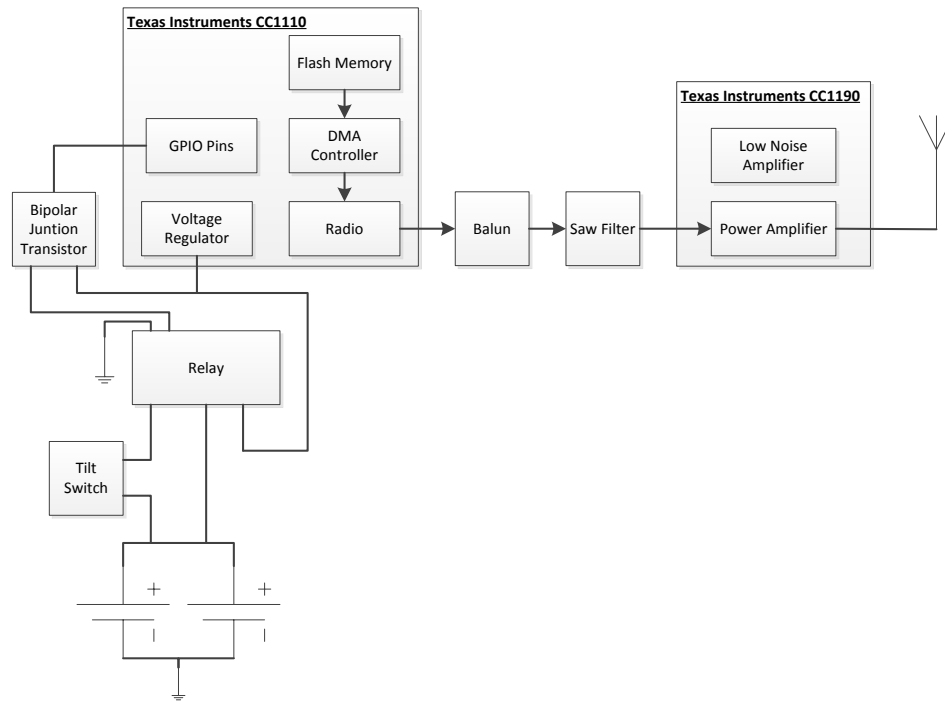 Texas Instruments CC1110
Flash Memory
GPIO Pins
DMA
Controller
Bipolar
Juntion
Transistor
Voltage
Regulator
Radio
Balun
Saw Filter
Texas Instruments CC1190
Low Noise
Amplifier
Power Amplifier
Relay
Tilt
Switch
+
+